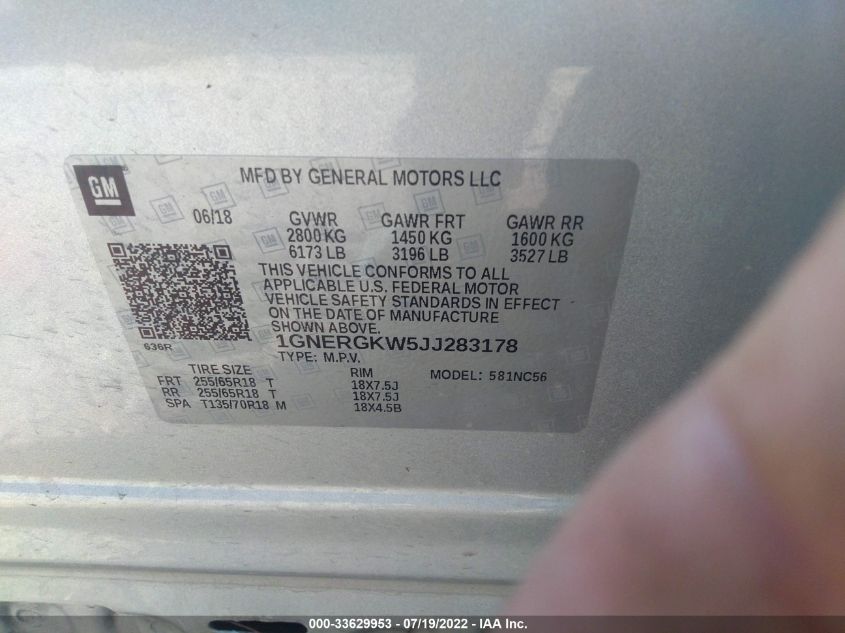 GM
MFD BY GENERAL MOTORS LLC
06/18 GVWR GAWR FRT GAWR RR
2800 KG 1450 KG 1600 KG
6173 LB 3196 LB 3527 LB
THIS VEHICLE CONFORMS TO ALL
APPLICABLE U.S. FEDERAL MOTOR
VEHICLE SAFETY STANDARDS IN EFFECT
ON THE DATE OF MANUFACTURE
SHOWN ABOVE.
636R 1GNERGKW5JJ283178
TYPE: M.P.V.
TIRE SIZE RIM MODEL: 581NC56
FRT 255/65R18 T 18X7.5J
RR 255/65R18 T 18X7.5J
SPA T135/70R18 M 18X4.5B
000-33629953 - 07/19/2022 - IAA Inc.